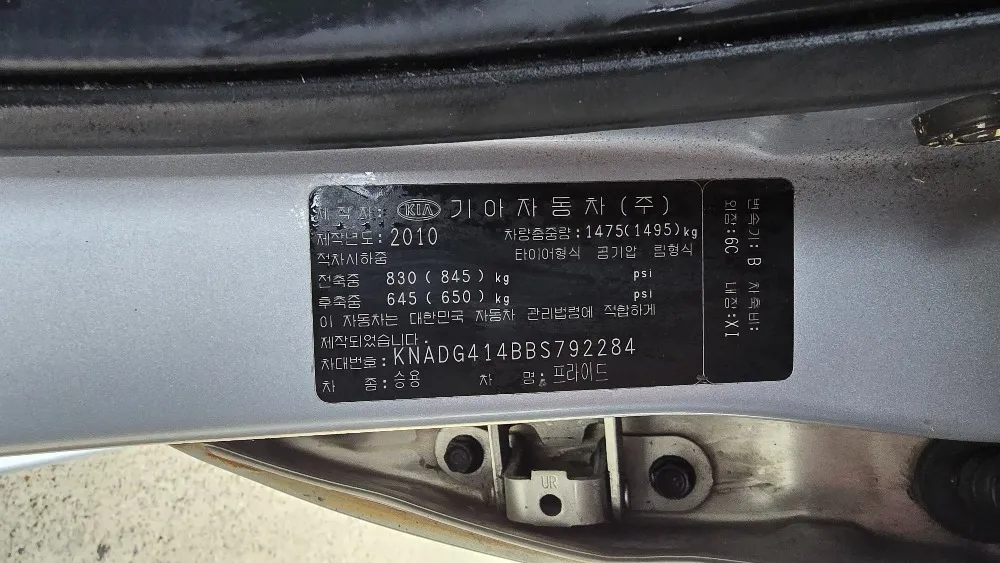 제작자: KIA 기아자동차(주)
제작년도: 2010 차량총중량: 1475(1495)kg
적차시하중 타이어형식 공기압 림형식
전축중 830(845)kg psi
후축중 645(650)kg psi
이 자동차는 대한민국 자동차 관리법령에 적합하게
제작되었습니다.
차대번호: KNADG414BBS792284
차 종: 승용 차 명: 프라이드
변속기: B 차축비:
외장: 6C 내장: XI
UR